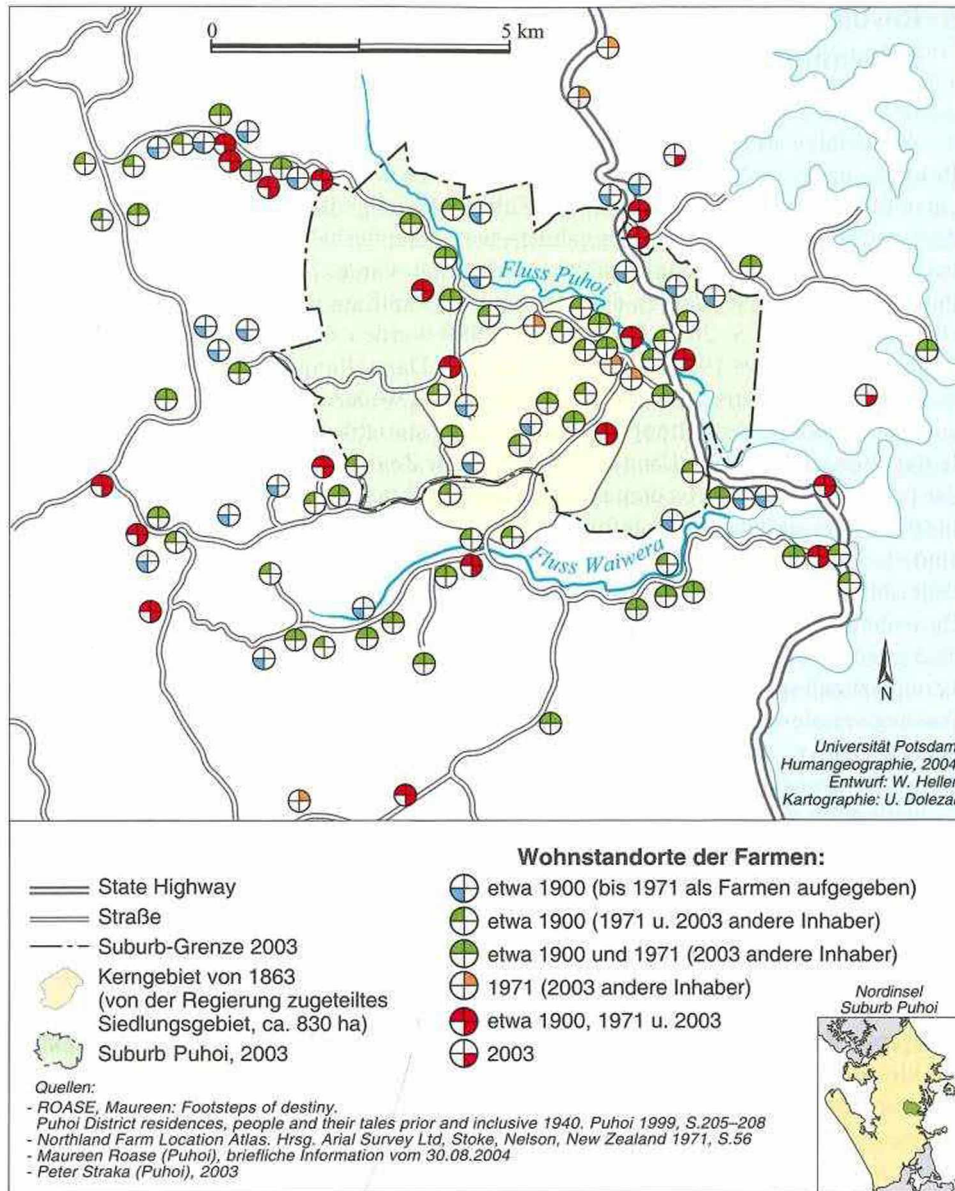 0 5 km
Fluss Puhoi
Fluss Waiwera
N
Universität Potsdam
Humangeographie, 2004
Entwurf: W. Heller
Kartographie: U. Dolezal
State Highway
Straße
Suburb-Grenze 2003
Kerngebiet von 1863
(von der Regierung zugeteiltes
Siedlungsgebiet, ca. 830 ha)
Suburb Puhoi, 2003
Wohnstandorte der Farmen:
etwa 1900 (bis 1971 als Farmen aufgegeben)
etwa 1900 (1971 u. 2003 andere Inhaber)
etwa 1900 und 1971 (2003 andere Inhaber)
1971 (2003 andere Inhaber)
etwa 1900, 1971 u. 2003
2003
Nordinsel
Suburb Puhoi
Quellen:
- ROASE, Maureen: Footsteps of destiny.
Puhoi District residences, people and their tales prior and inclusive 1940. Puhoi 1999, S.205–208
- Northland Farm Location Atlas. Hrsg. Arial Survey Ltd, Stoke, Nelson, New Zealand 1971, S.56
- Maureen Roase (Puhoi), briefliche Information vom 30.08.2004
- Peter Straka (Puhoi), 2003